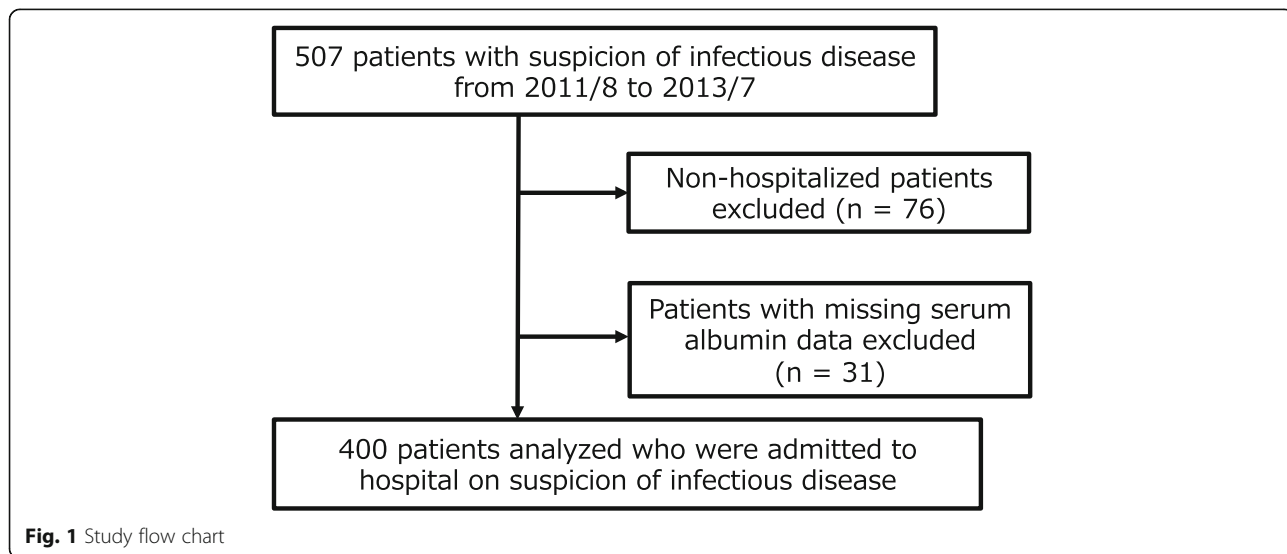 507 patients with suspicion of infectious disease
from 2011/8 to 2013/7
Non-hospitalized patients
excluded (n = 76)
Patients with missing serum
albumin data excluded
(n = 31)
400 patients analyzed who were admitted to
hospital on suspicion of infectious disease
Fig. 1 Study flow chart